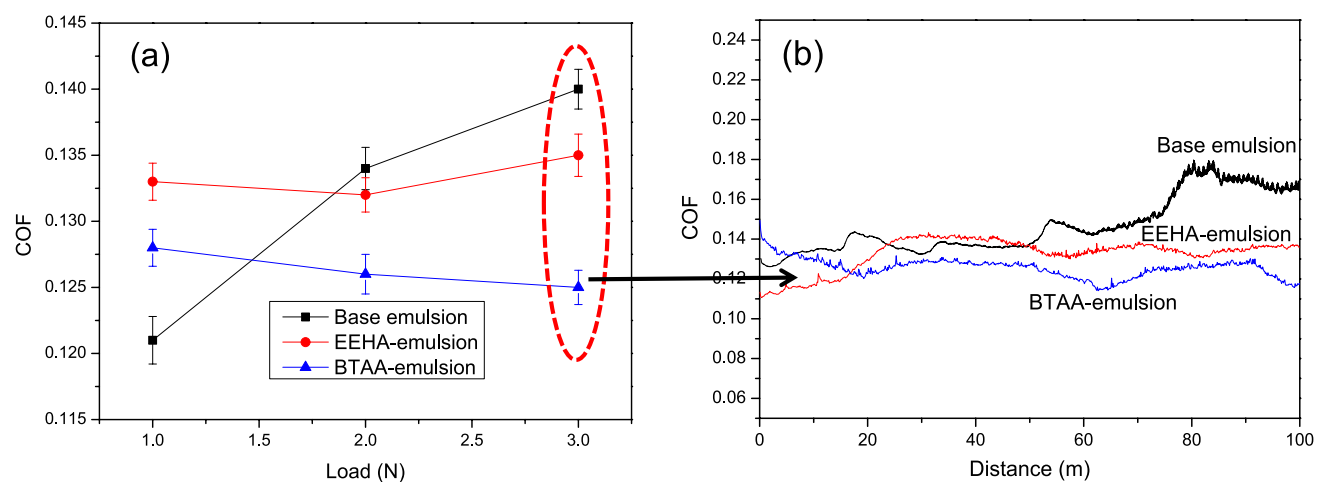 (a)
COF
0.145
0.140
0.135
0.130
0.125
0.120
0.115
Base emulsion
EEHA-emulsion
BTAA-emulsion
1.0 1.5 2.0 2.5 3.0
Load (N)
(b)
COF
0.24
0.22
0.20
0.18
0.16
0.14
0.12
0.10
0.08
0.06
Base emulsion
EEHA-emulsion
BTAA-emulsion
0 20 40 60 80 100
Distance (m)